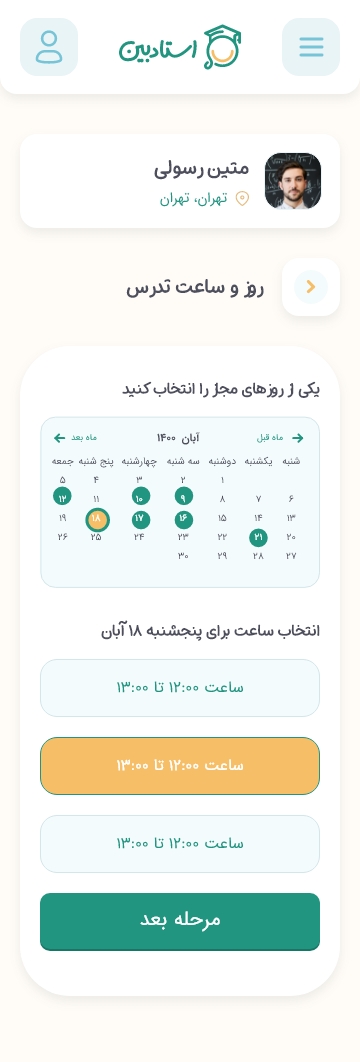 استادبین
متین رسولی
تهران، تهران
روز و ساعت تدرس
یکی از روزهای مجاز را انتخاب کنید
ماه قبل آبان ۱۴۰۰ ماه بعد
شنبه یکشنبه دوشنبه سه شنبه چهارشنبه پنج شنبه جمعه
۱ ۲ ۳ ۴ ۵
۶ ۷ ۸ ۹ ۱۰ ۱۱ ۱۲
۱۳ ۱۴ ۱۵ ۱۶ ۱۷ ۱۸ ۱۹
۲۰ ۲۱ ۲۲ ۲۳ ۲۴ ۲۵ ۲۶
۲۷ ۲۸ ۲۹ ۳۰
انتخاب ساعت برای پنجشنبه ۱۸ آبان
ساعت ۱۲:۰۰ تا ۱۳:۰۰
ساعت ۱۲:۰۰ تا ۱۳:۰۰
ساعت ۱۲:۰۰ تا ۱۳:۰۰
مرحله بعد